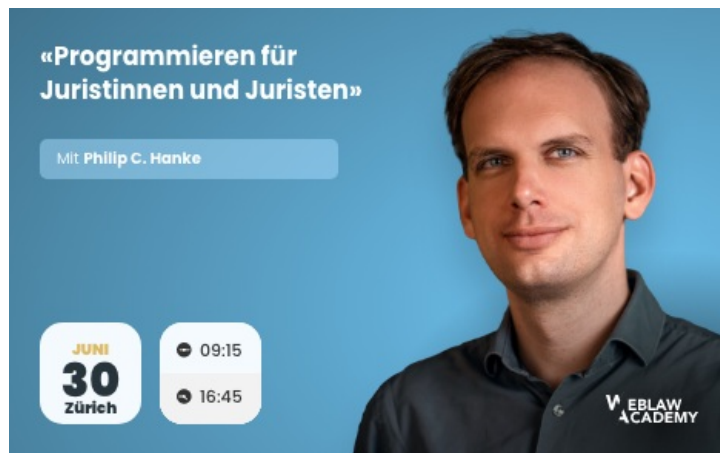 «Programmieren für
Juristinnen und Juristen»
Mit Philip C. Hanke
JUNI
30
Zürich
09:15
16:45
WEBLAW
ACADEMY